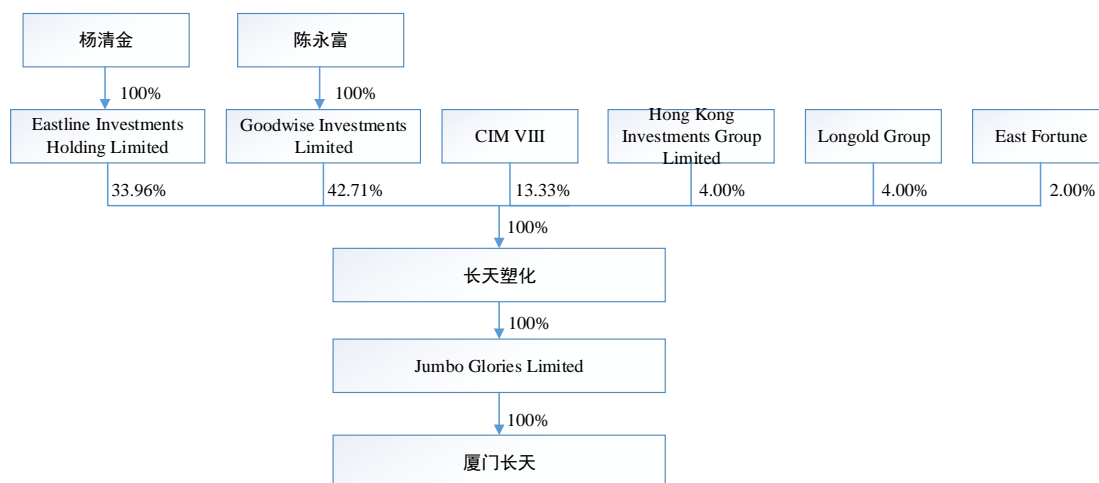 杨清金
陈永富
100%
100%
Eastline Investments
Holding Limited
Goodwise Investments
Limited
CIM VIII
Hong Kong
Investments Group
Limited
Longold Group
East Fortune
33.96%
42.71%
13.33%
4.00%
4.00%
2.00%
100%
长天塑化
100%
Jumbo Glories Limited
100%
厦门长天